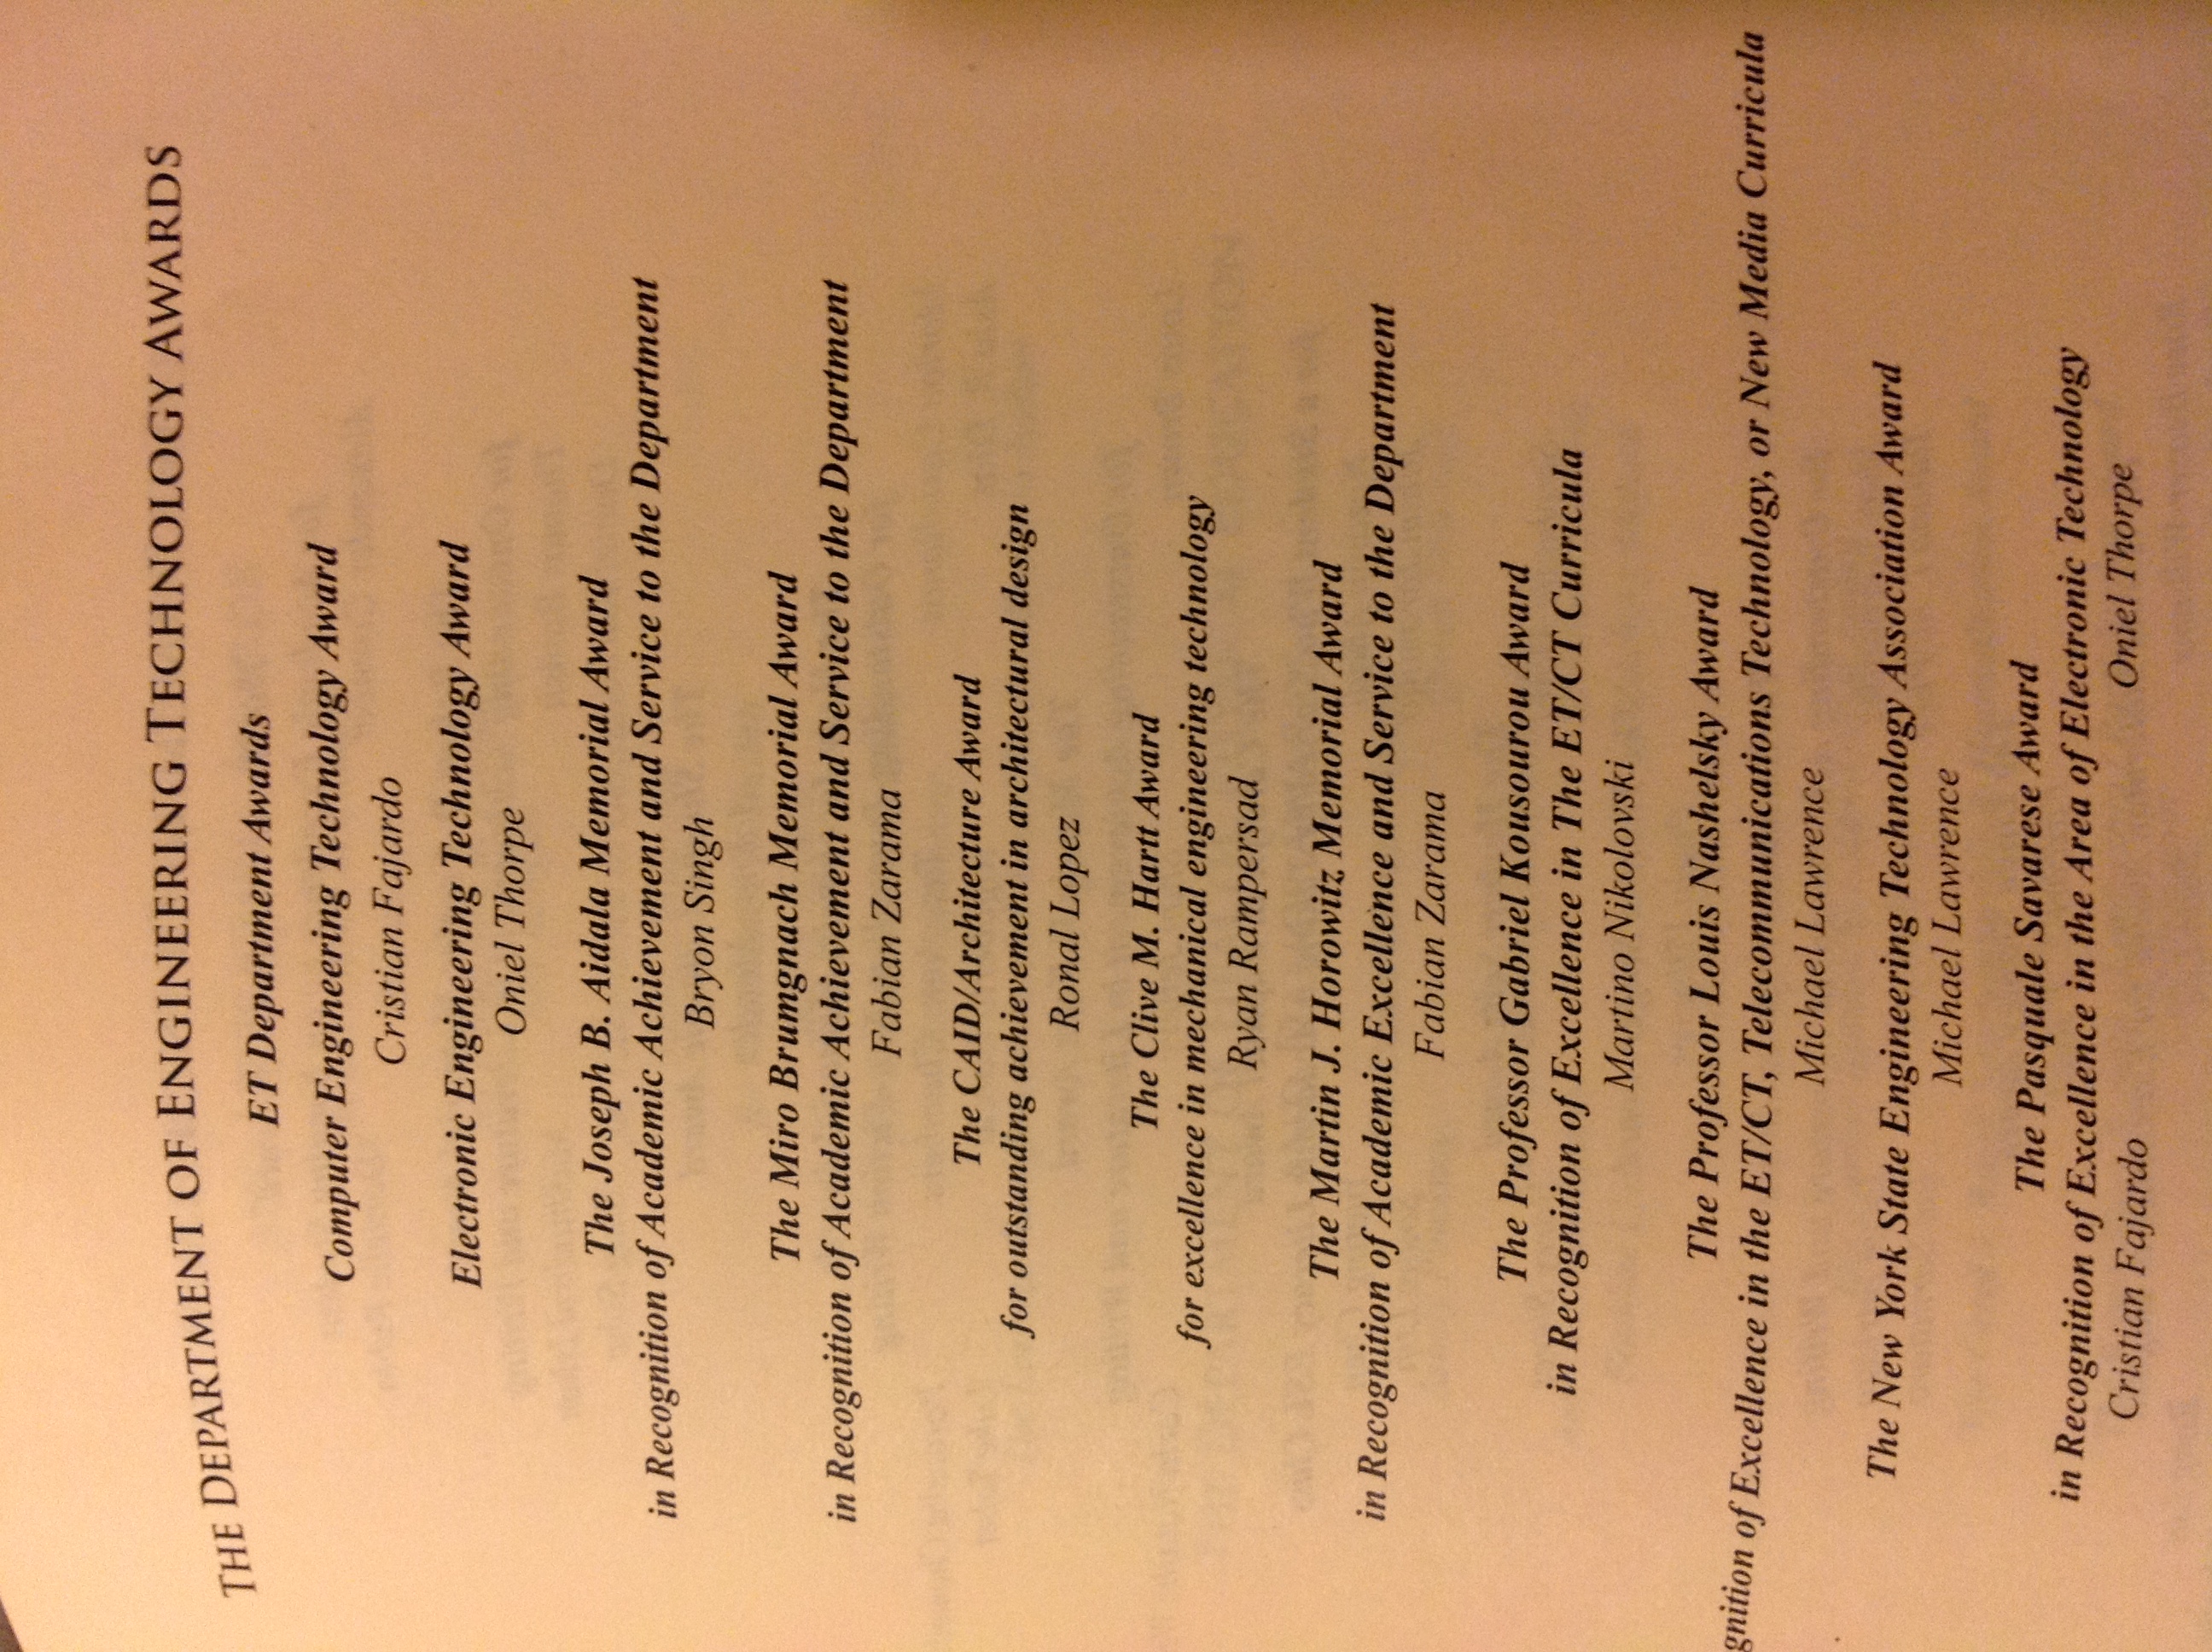 THE DEPARTMENT OF ENGINEERING TECHNOLOGY AWARDS
ET Department Awards
Computer Engineering Technology Award
Cristian Fajardo
Electronic Engineering Technology Award
Oniel Thorpe
The Joseph B. Aidala Memorial Award
in Recognition of Academic Achievement and Service to the Department
Bryon Singh
The Miro Brumgnach Memorial Award
in Recognition of Academic Achievement and Service to the Department
Fabian Zarama
The CAID/Architecture Award
for outstanding achievement in architectural design
Ronal Lopez
The Clive M. Hartt Award
for excellence in mechanical engineering technology
Ryan Rampersad
The Martin J. Horowitz Memorial Award
in Recognition of Academic Excellence and Service to the Department
Fabian Zarama
The Professor Gabriel Kousourou Award
in Recognition of Excellence in The ET/CT Curricula
Martino Nikolovski
The Professor Louis Nashelsky Award
gnition of Excellence in the ET/CT, Telecommunications Technology, or New Media Curricula
Michael Lawrence
The New York State Engineering Technology Association Award
Michael Lawrence
The Pasquale Savarese Award
in Recognition of Excellence in the Area of Electronic Technology
Cristian Fajardo Oniel Thorpe